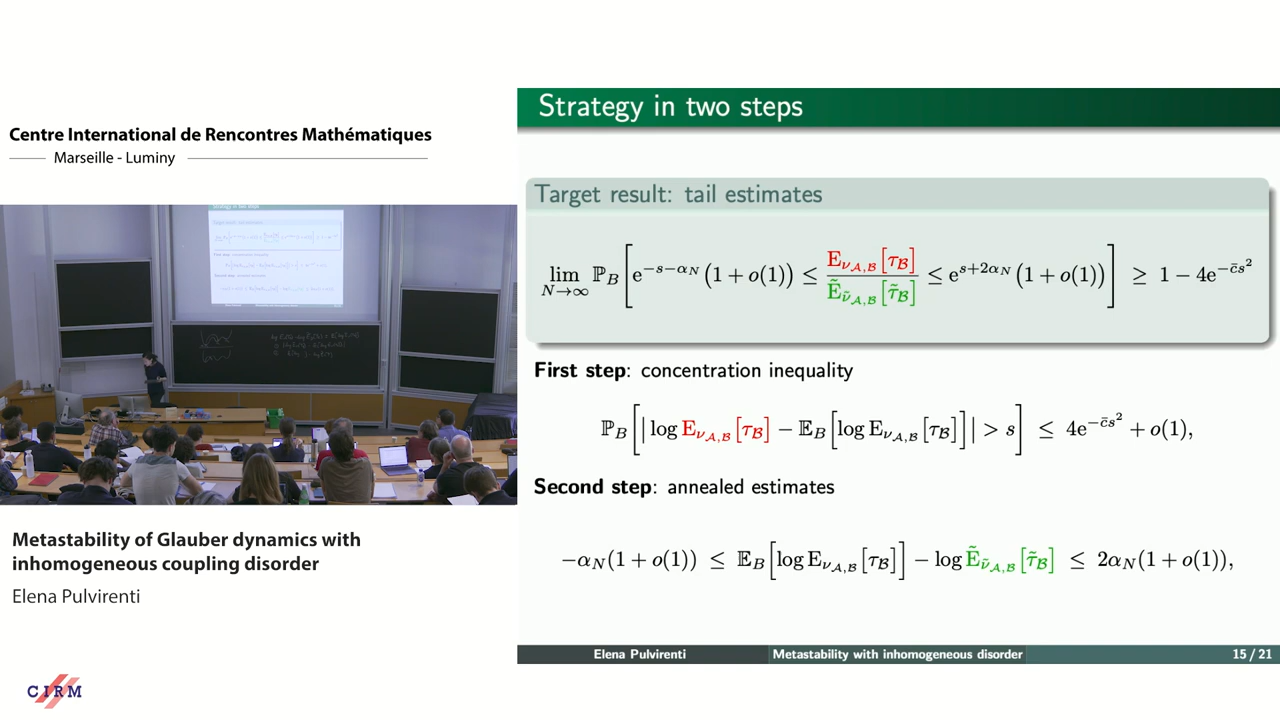 Centre International de Rencontres Mathématiques
Marseille - Luminy
Metastability of Glauber dynamics with
inhomogeneous coupling disorder
Elena Pulvirenti
CIRM
Strategy in two steps
Target result: tail estimates
lim_{N→∞} ℙ_B [ e^{−s−α_N} (1 + o(1)) ≤ E_{ν_{𝒜,ℬ}}[τ_ℬ] / Ẽ_{ν̃_{𝒜,ℬ}}[τ̃_ℬ] ≤ e^{s+2α_N} (1 + o(1)) ] ≥ 1 − 4e^{−c̄s²}
First step: concentration inequality
ℙ_B [ | log E_{ν_{𝒜,ℬ}}[τ_ℬ] − 𝔼_B [ log E_{ν_{𝒜,ℬ}}[τ_ℬ] ] | > s ] ≤ 4e^{−c̄s²} + o(1),
Second step: annealed estimates
−α_N(1 + o(1)) ≤ 𝔼_B [ log E_{ν_{𝒜,ℬ}}[τ_ℬ] ] − log Ẽ_{ν̃_{𝒜,ℬ}}[τ̃_ℬ] ≤ 2α_N(1 + o(1)),
Elena Pulvirenti
Metastability with inhomogeneous disorder
15 / 21